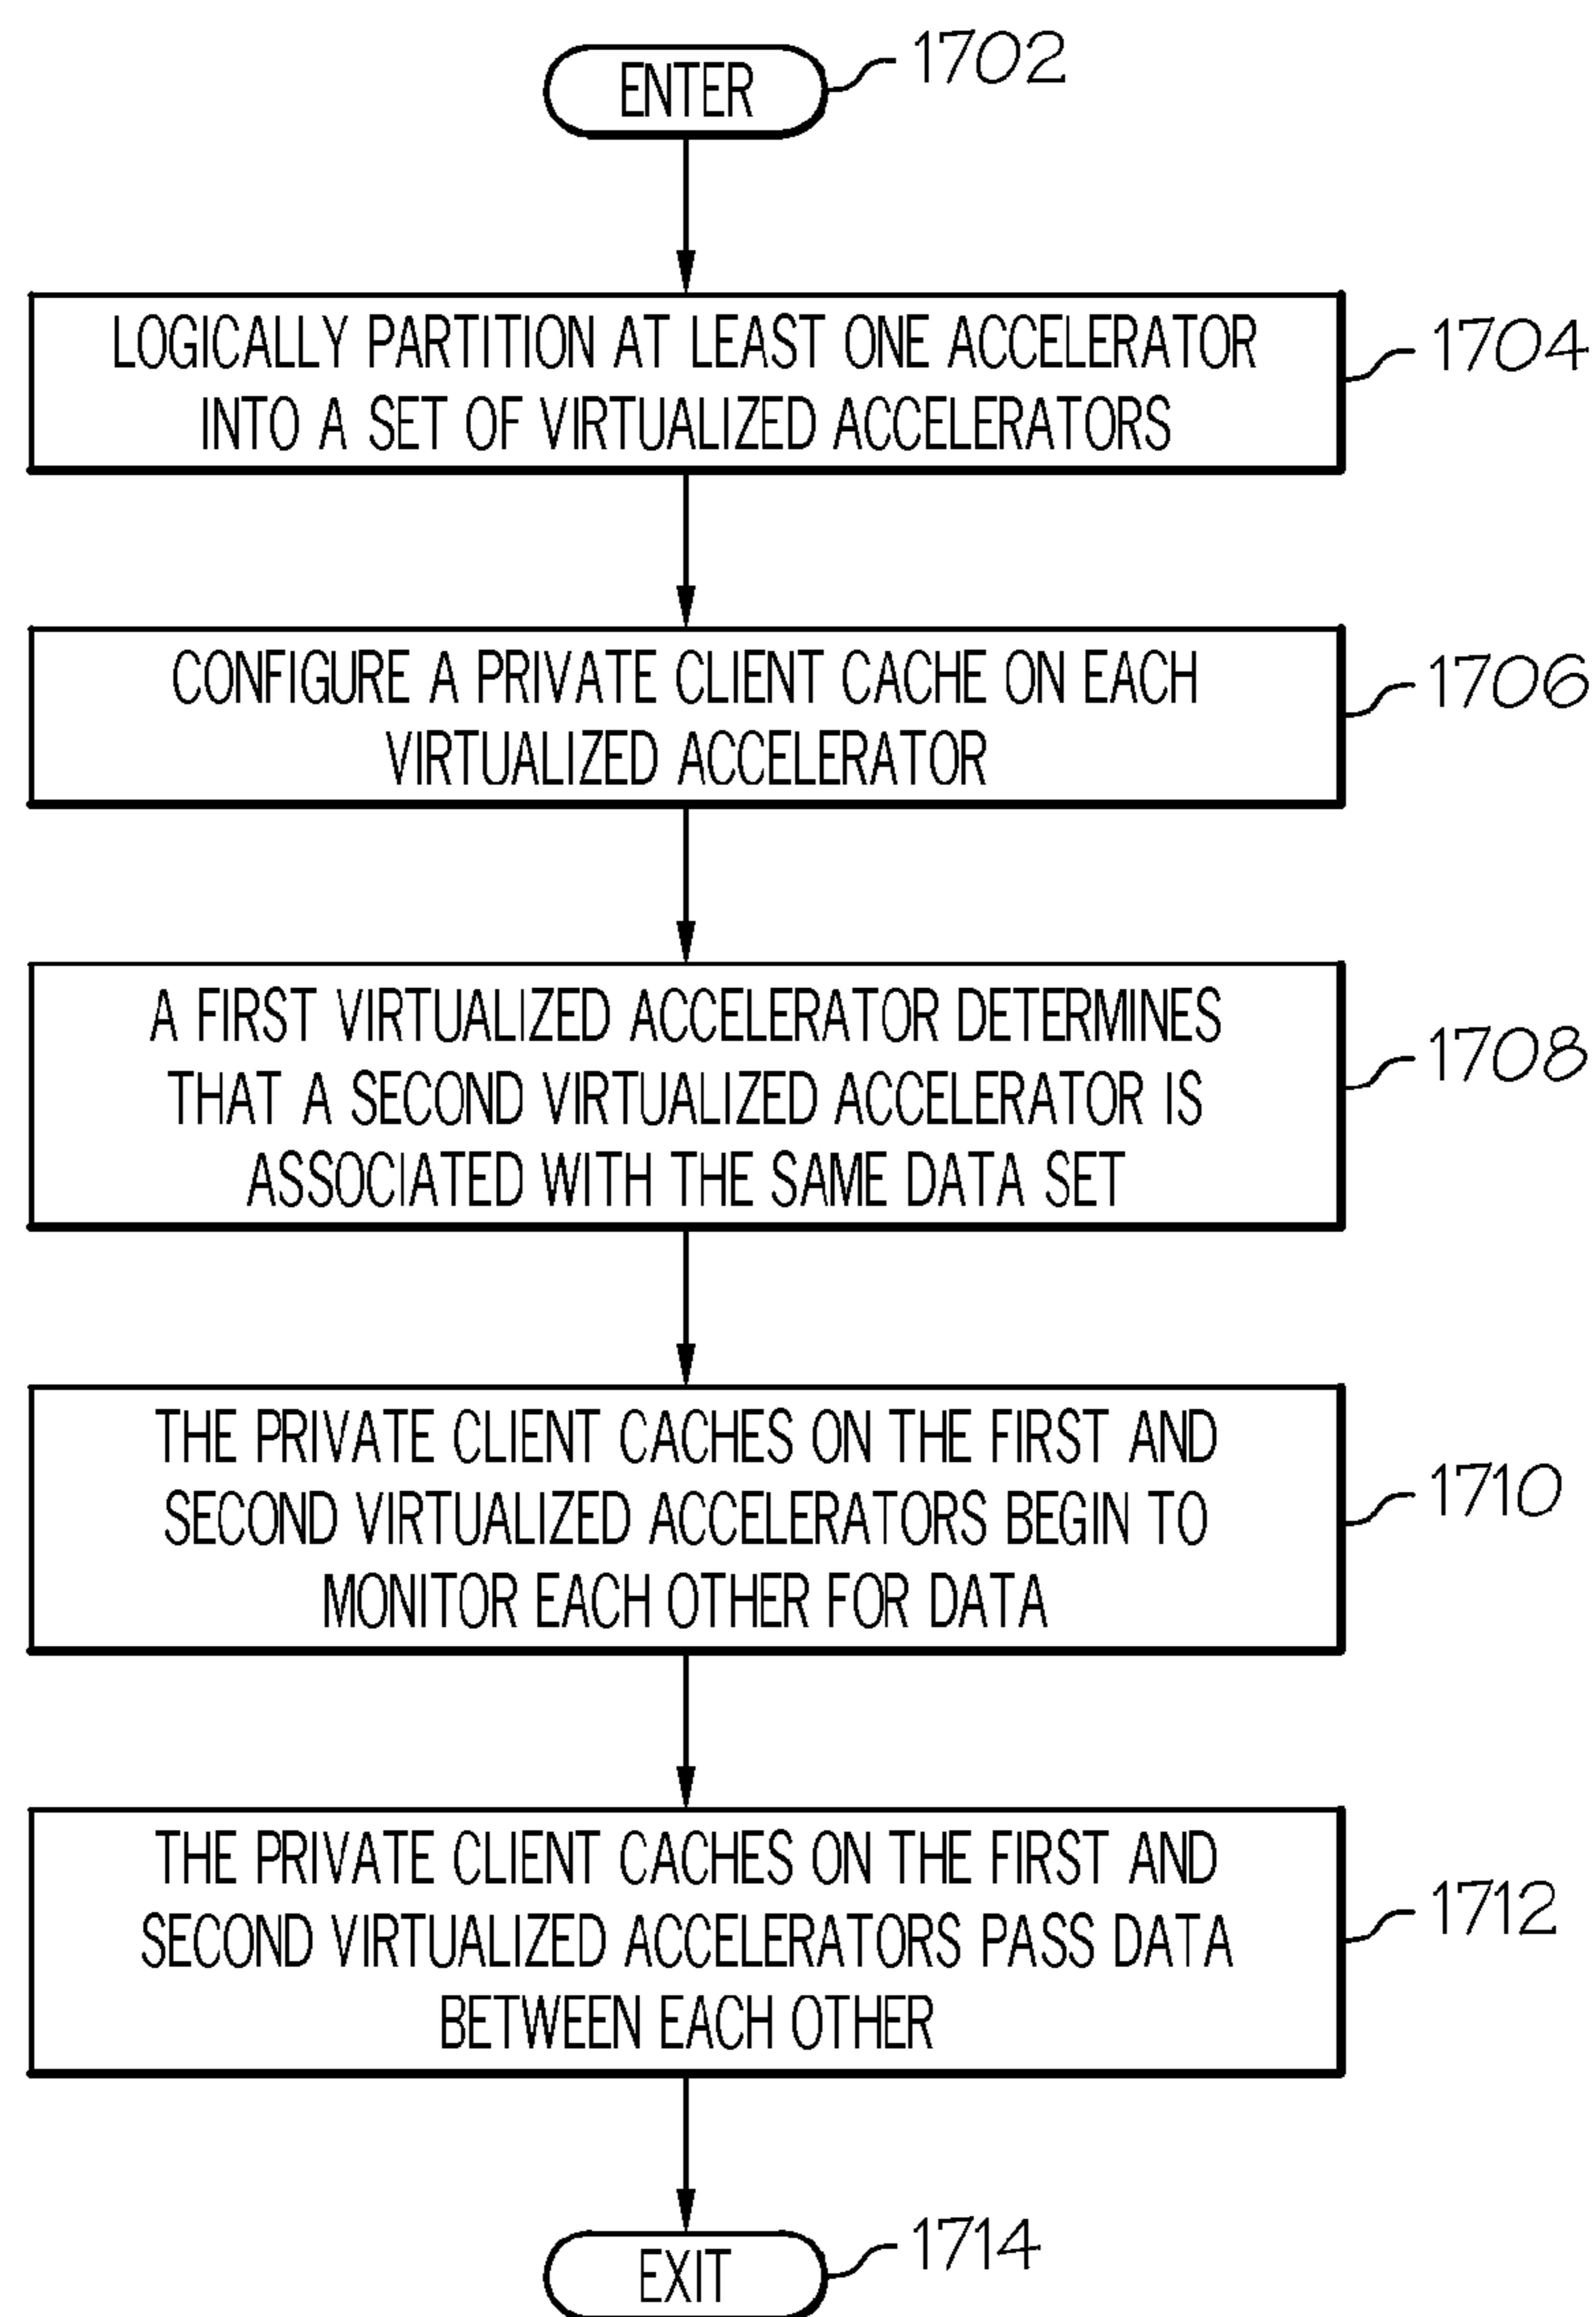 ENTER
1702
LOGICALLY PARTITION AT LEAST ONE ACCELERATOR
INTO A SET OF VIRTUALIZED ACCELERATORS
1704
CONFIGURE A PRIVATE CLIENT CACHE ON EACH
VIRTUALIZED ACCELERATOR
1706
A FIRST VIRTUALIZED ACCELERATOR DETERMINES
THAT A SECOND VIRTUALIZED ACCELERATOR IS
ASSOCIATED WITH THE SAME DATA SET
1708
THE PRIVATE CLIENT CACHES ON THE FIRST AND
SECOND VIRTUALIZED ACCELERATORS BEGIN TO
MONITOR EACH OTHER FOR DATA
1710
THE PRIVATE CLIENT CACHES ON THE FIRST AND
SECOND VIRTUALIZED ACCELERATORS PASS DATA
BETWEEN EACH OTHER
1712
EXIT
1714